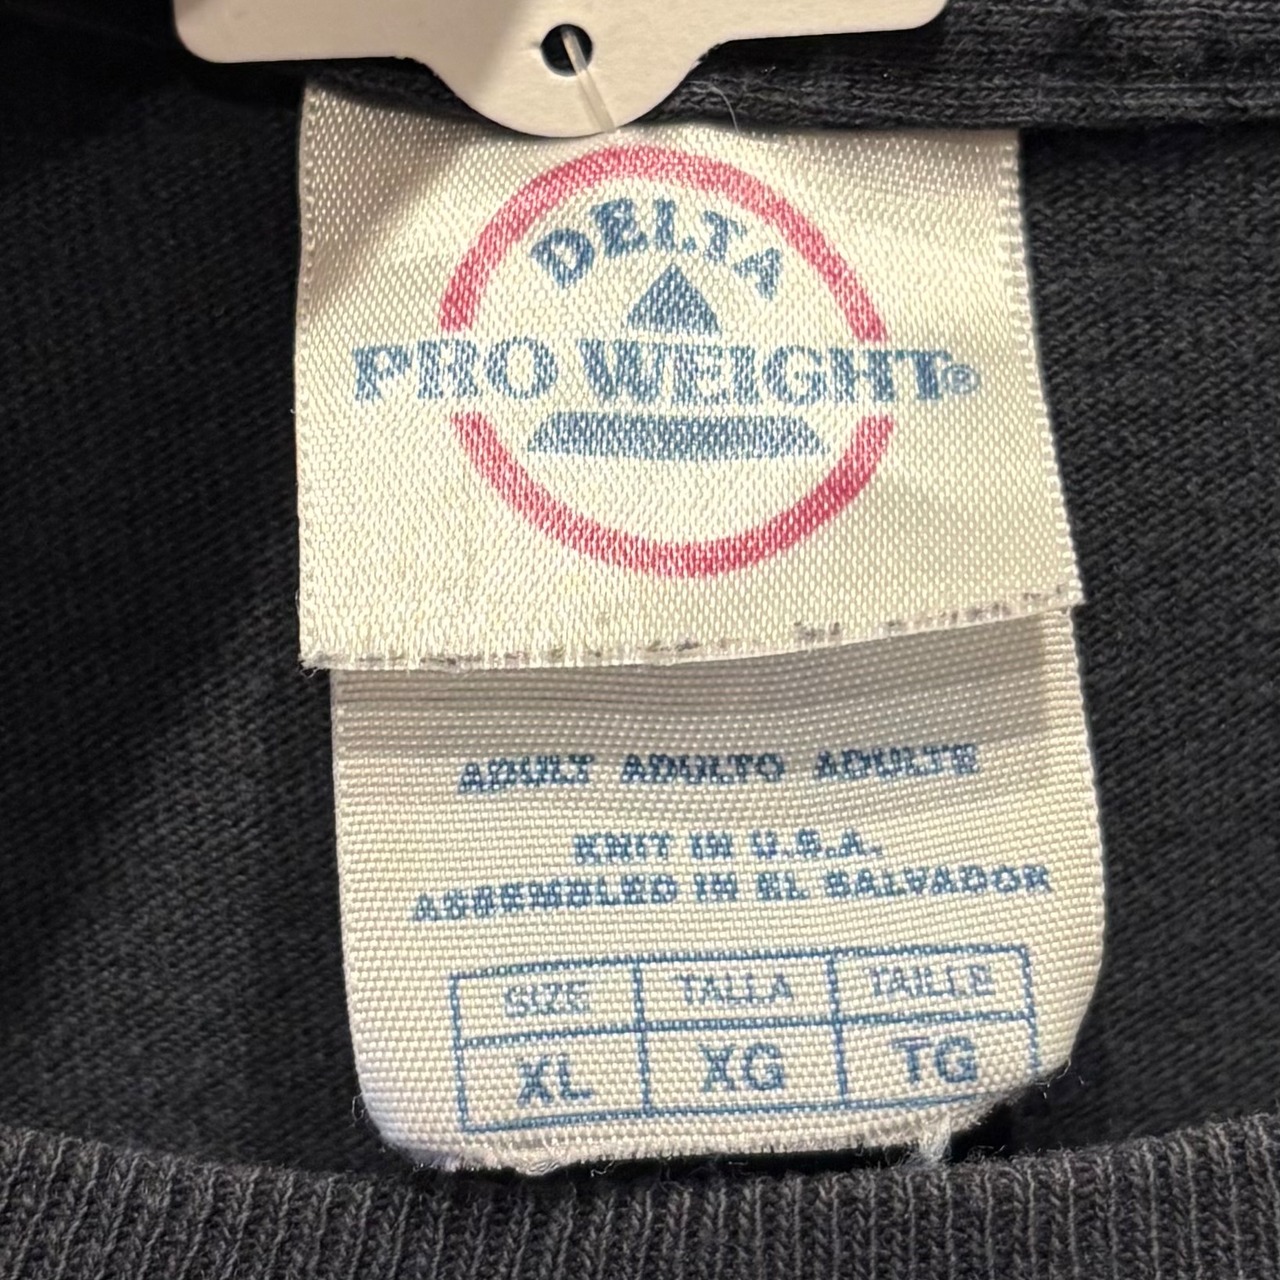 DELTA
PRO WEIGHT®
ADULT ADULTO ADULTE
KNIT IN U.S.A.
ASSEMBLED IN EL SALVADOR
SIZE TALLA TAILLE
XL XG TG